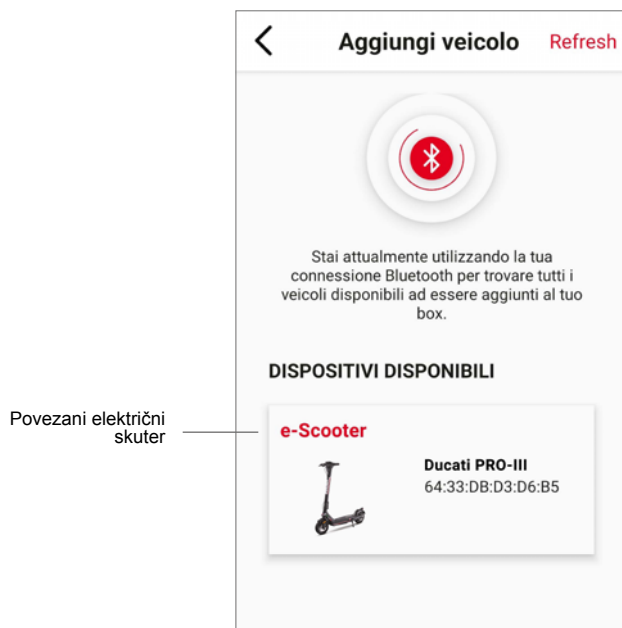 Aggiungi veicolo Refresh
Stai attualmente utilizzando la tua
connessione Bluetooth per trovare tutti i
veicoli disponibili ad essere aggiunti al tuo
box.
DISPOSITIVI DISPONIBILI
Povezani električni
skuter
e-Scooter
Ducati PRO-III
64:33:DB:D3:D6:B5